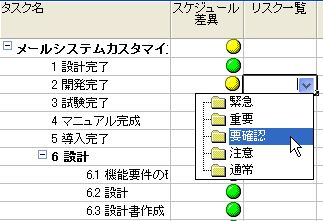 タスク名 スケジュール差異 リスク一覧
メールシステムカスタマイ
1 設計完了
2 開発完了
3 試験完了
4 マニュアル完成
5 導入完了
6 設計
6.1 機能要件の
6.2 設計
6.3 設計書作成
緊急
重要
要確認
注意
通常